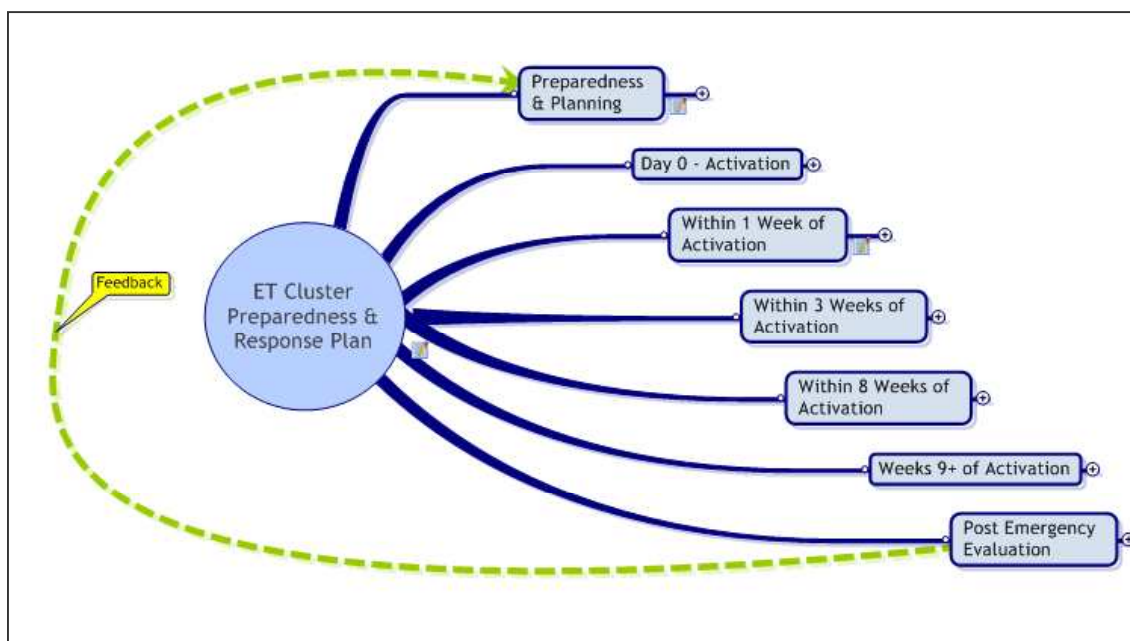 Preparedness
& Planning
Day 0 - Activation
Within 1 Week of
Activation
Feedback
ET Cluster
Preparedness &
Response Plan
Within 3 Weeks of
Activation
Within 8 Weeks of
Activation
Weeks 9+ of Activation
Post Emergency
Evaluation